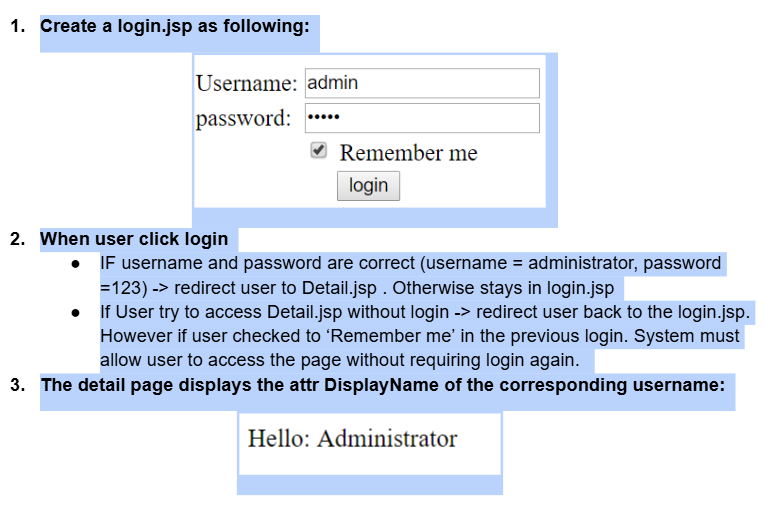 1. Create a login.jsp as following:
Username: admin
password: •••••
Remember me
login
2. When user click login
● IF username and password are correct (username = administrator, password
=123) -> redirect user to Detail.jsp . Otherwise stays in login.jsp
● If User try to access Detail.jsp without login -> redirect user back to the login.jsp.
However if user checked to ‘Remember me’ in the previous login. System must
allow user to access the page without requiring login again.
3. The detail page displays the attr DisplayName of the corresponding username:
Hello: Administrator